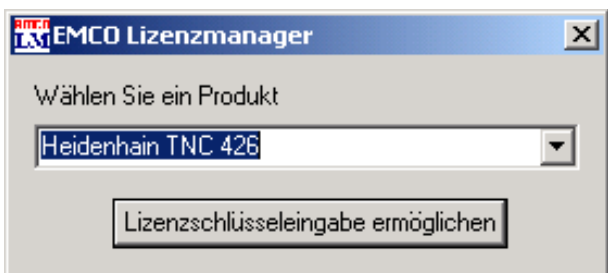 EMCO Lizenzmanager
Wählen Sie ein Produkt
Heidenhain TNC 426
Lizenzschlüsseleingabe ermöglichen